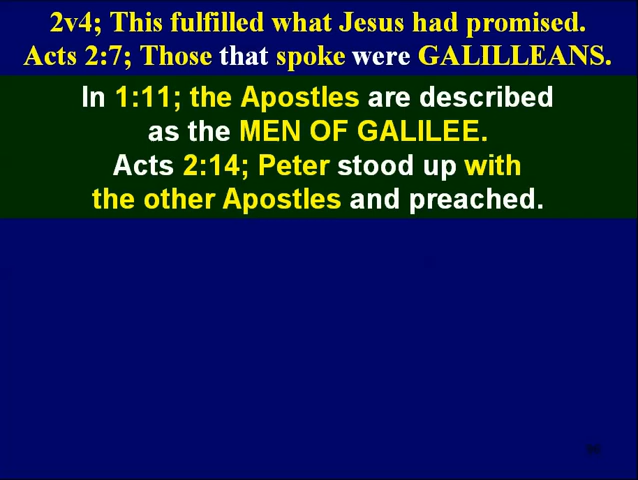 2v4; This fulfilled what Jesus had promised.
Acts 2:7; Those that spoke were GALILLEANS.
In 1:11; the Apostles are described
as the MEN OF GALILEE.
Acts 2:14; Peter stood up with
the other Apostles and preached.